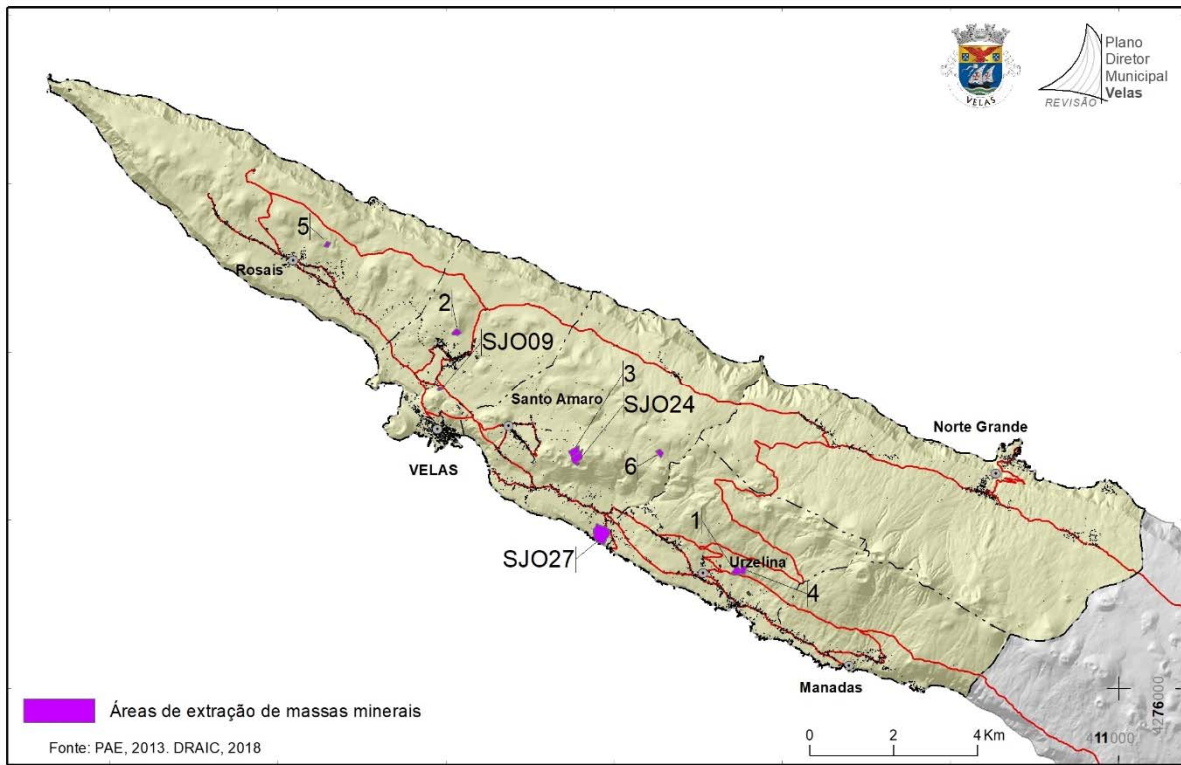 VELAS
Plano
Diretor
Municipal
Velas
REVISÃO
5
Rosais
2
SJO09
3
Santo Amaro
SJO24
Norte Grande
VELAS
6
1
SJO27
Urzelina
4
Manadas
4276000
411000
Áreas de extração de massas minerais
Fonte: PAE, 2013. DRAIC, 2018
0 2 4 Km